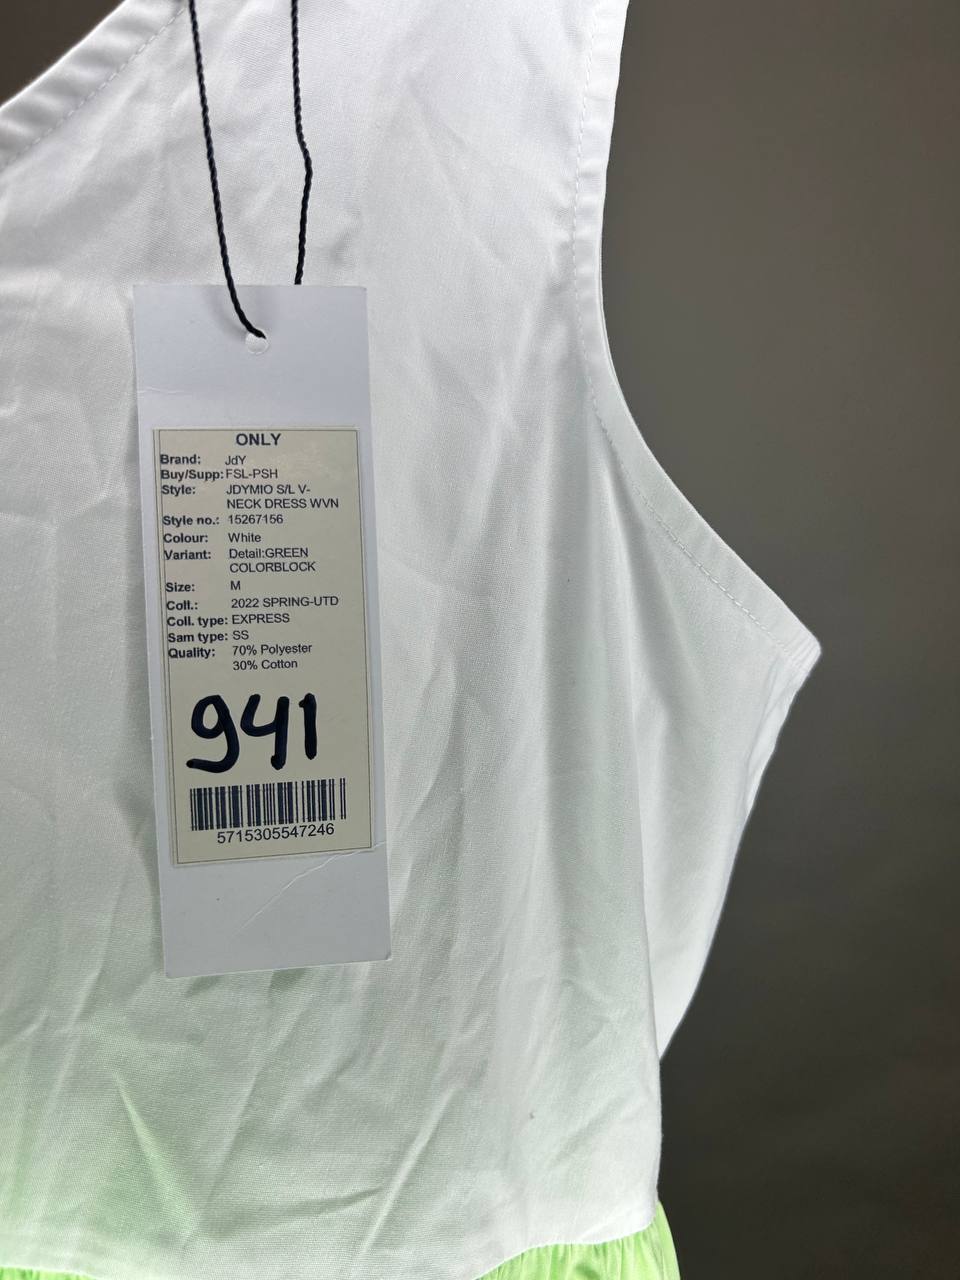 ONLY
Brand: JdY
Buy/Supp: FSL-PSH
Style: JDYMIO S/L V-
NECK DRESS WVN
Style no.: 15267156
Colour: White
Variant: Detail:GREEN
COLORBLOCK
Size: M
Coll.: 2022 SPRING-UTD
Coll. type: EXPRESS
Sam type: SS
Quality: 70% Polyester
30% Cotton
941
5715305547246